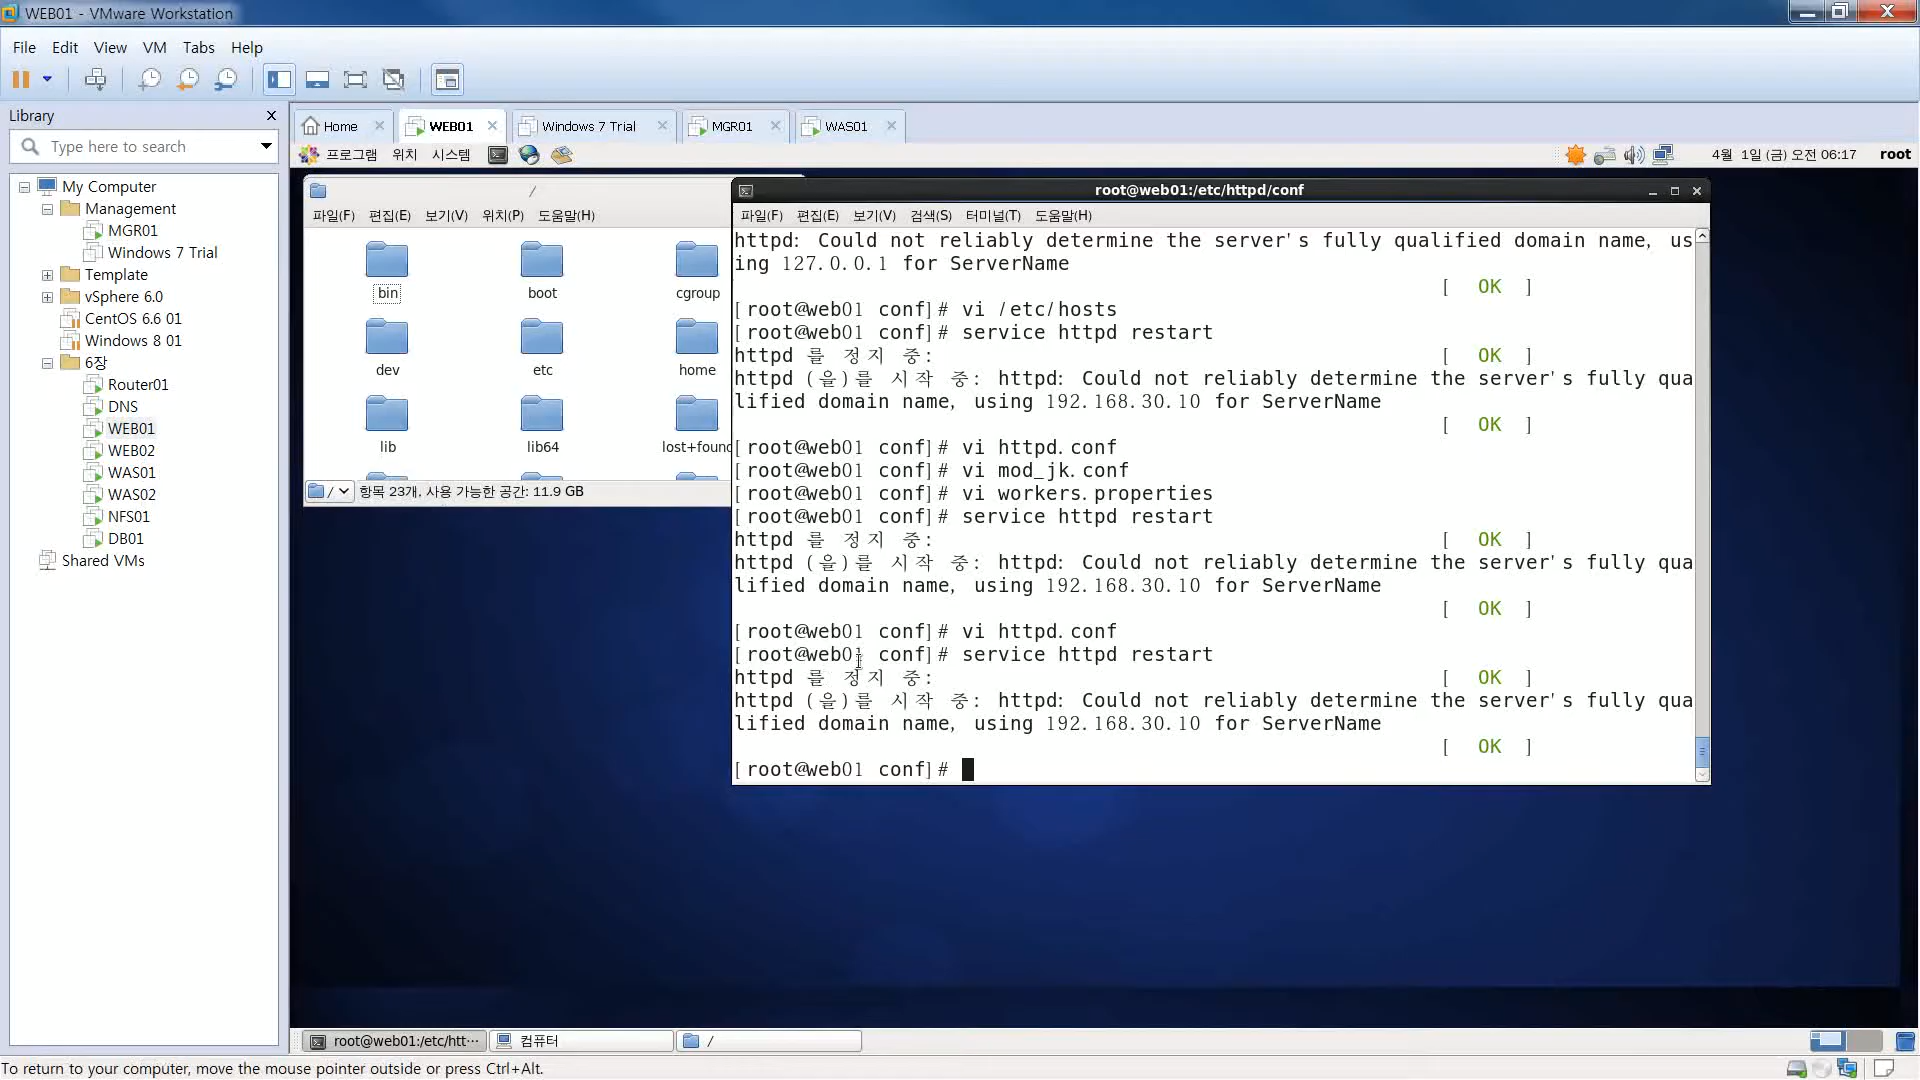 WEB01 - VMware Workstation
File Edit View VM Tabs Help
Library
Type here to search
My Computer
Management
MGR01
Windows 7 Trial
Template
vSphere 6.0
CentOS 6.6 01
Windows 8 01
6장
Router01
DNS
WEB01
WEB02
WAS01
WAS02
NFS01
DB01
Shared VMs
Home WEB01 Windows 7 Trial MGR01 WAS01
프로그램 위치 시스템 4월 1일 (금) 오전 06:17 root
/
파일(F) 편집(E) 보기(V) 위치(P) 도움말(H)
bin boot cgroup
dev etc home
lib lib64 lost+foun
/ 항목 23개, 사용 가능한 공간: 11.9 GB
root@web01:/etc/httpd/conf
파일(F) 편집(E) 보기(V) 검색(S) 터미널(T) 도움말(H)
httpd: Could not reliably determine the server's fully qualified domain name, us
ing 127.0.0.1 for ServerName
[ OK ]
[root@web01 conf]# vi /etc/hosts
[root@web01 conf]# service httpd restart
httpd 를 정지 중: [ OK ]
httpd (을)를 시작 중: httpd: Could not reliably determine the server's fully qua
lified domain name, using 192.168.30.10 for ServerName
[ OK ]
[root@web01 conf]# vi httpd.conf
[root@web01 conf]# vi mod_jk.conf
[root@web01 conf]# vi workers.properties
[root@web01 conf]# service httpd restart
httpd 를 정지 중: [ OK ]
httpd (을)를 시작 중: httpd: Could not reliably determine the server's fully qua
lified domain name, using 192.168.30.10 for ServerName
[ OK ]
[root@web01 conf]# vi httpd.conf
[root@web01 conf]# service httpd restart
httpd 를 정지 중: [ OK ]
httpd (을)를 시작 중: httpd: Could not reliably determine the server's fully qua
lified domain name, using 192.168.30.10 for ServerName
[ OK ]
[root@web01 conf]#
root@web01:/etc/htt… 컴퓨터 /
To return to your computer, move the mouse pointer outside or press Ctrl+Alt.